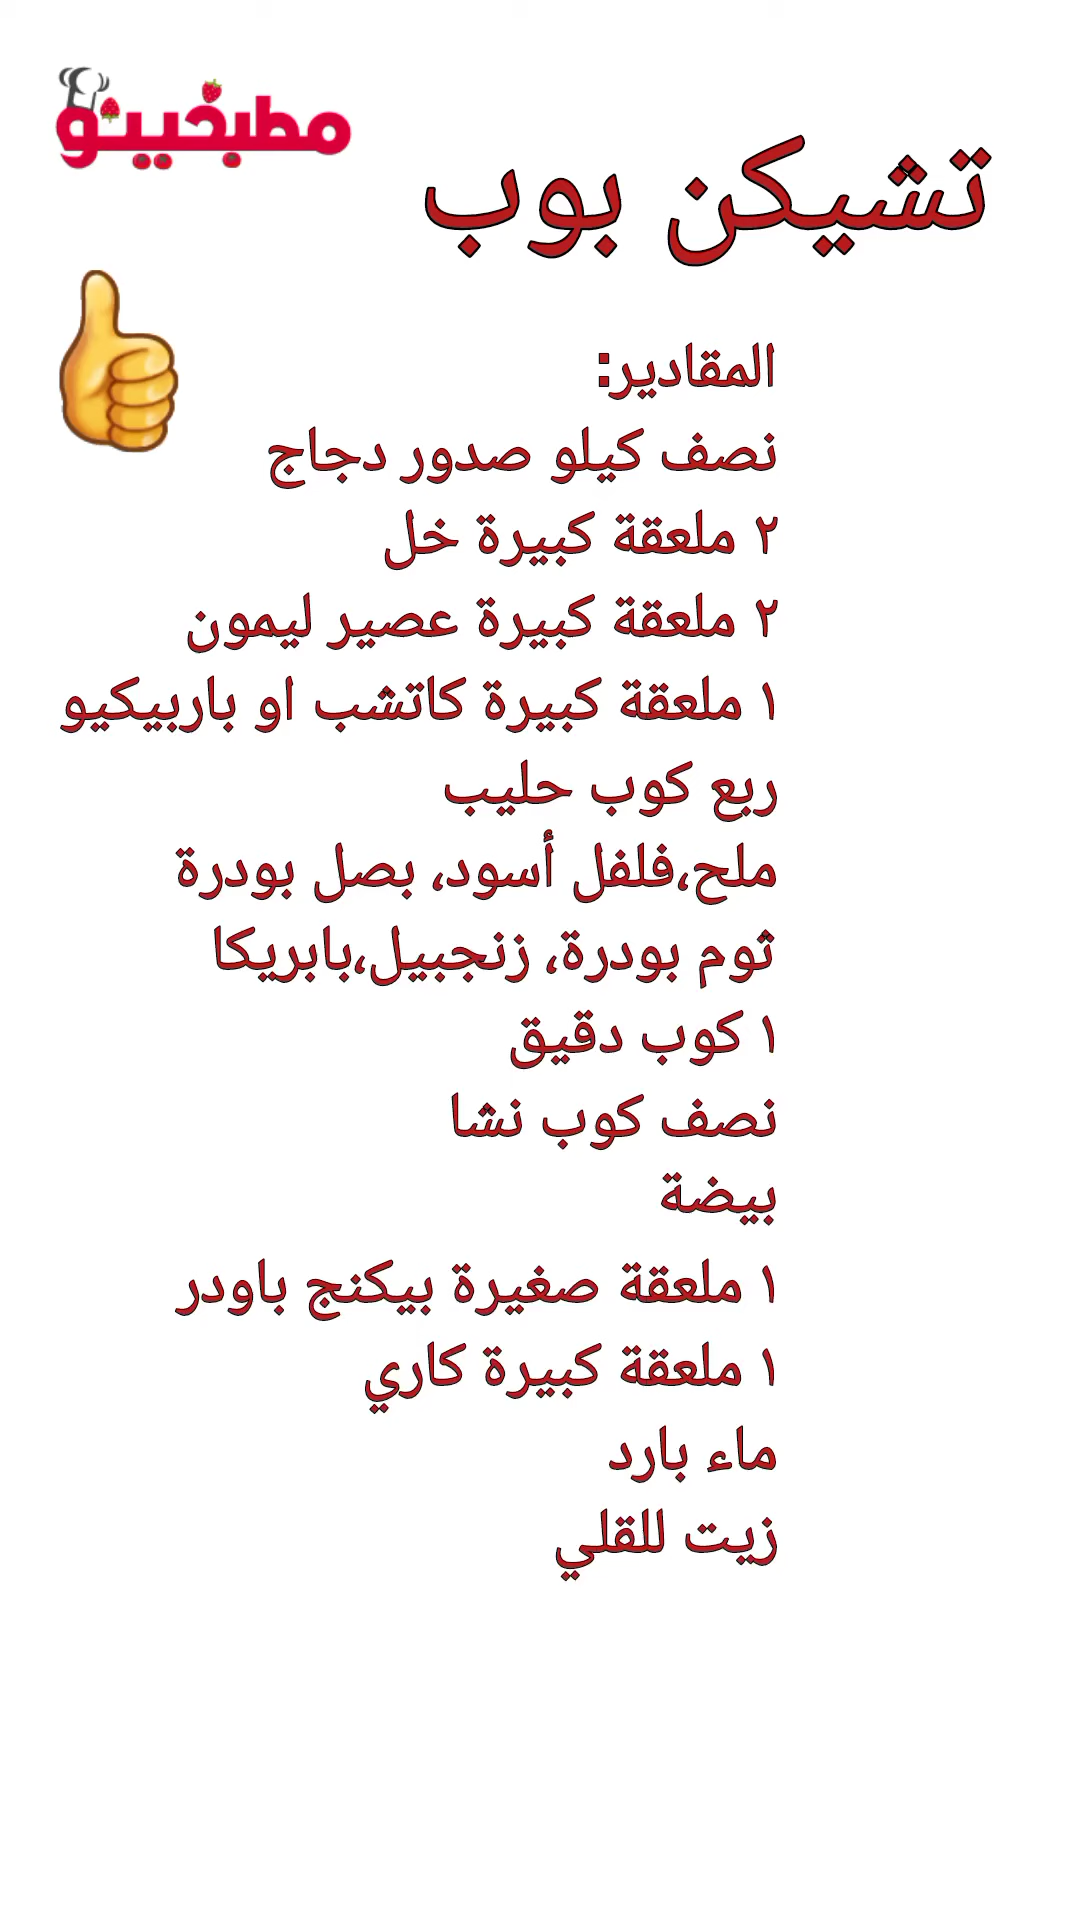 مطبخيينو
تشيكن بوب
المقادير:
نصف كيلو صدور دجاج
٢ ملعقة كبيرة خل
٢ ملعقة كبيرة عصير ليمون
١ ملعقة كبيرة كاتشب او باربيكيو
ربع كوب حليب
ملح،فلفل أسود، بصل بودرة
ثوم بودرة، زنجبيل،بابريكا
١ كوب دقيق
نصف كوب نشا
بيضة
١ ملعقة صغيرة بيكنج باودر
١ ملعقة كبيرة كاري
ماء بارد
زيت للقلي